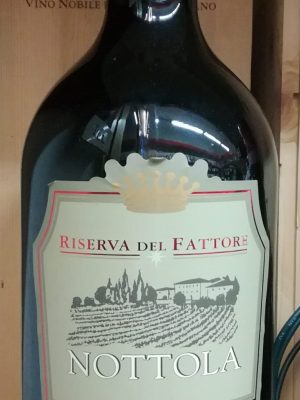 VINO NOBILE
RISERVA DEL FATTORE
NOTTOLA